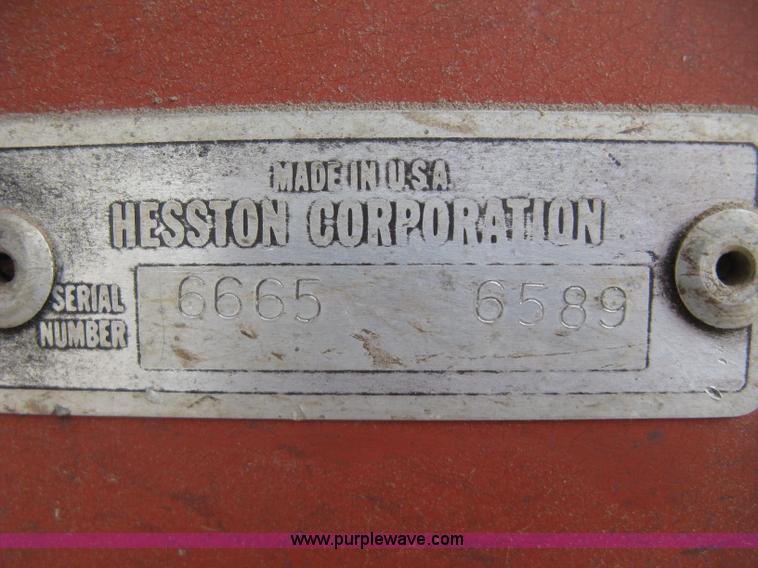 MADE IN U.S.A.
HESSTON CORPORATION
SERIAL
NUMBER
6665 6589
www.purplewave.com